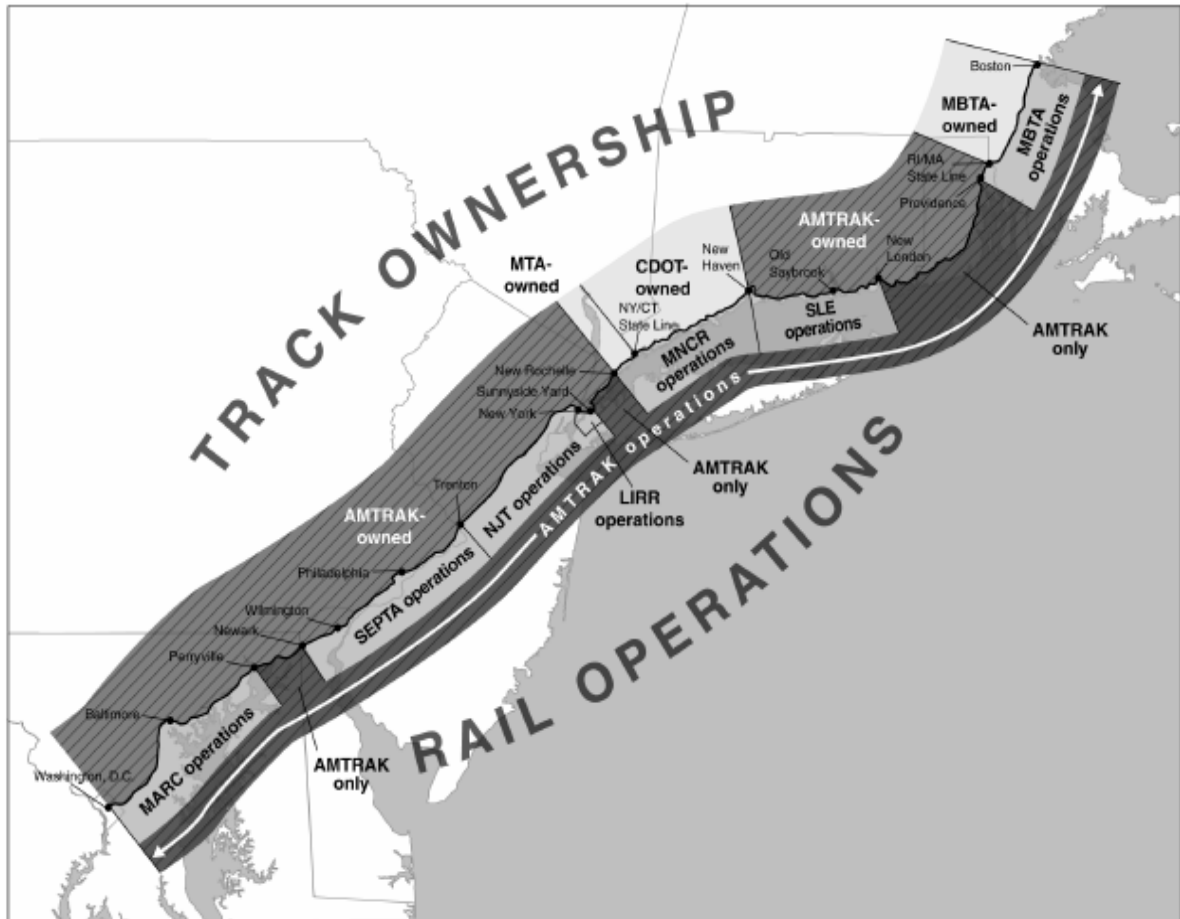 TRACK OWNERSHIP
RAIL OPERATIONS
Boston
MBTA-
owned
MBTA
operations
RI/MA
State Line
Providence
AMTRAK-
owned
New
London
Old
Saybrook
New
Haven
CDOT-
owned
MTA-
owned
NY/CT
State Line
SLE
operations
AMTRAK
only
MNCR
operations
New Rochelle
Sunnyside Yard
New York
AMTRAK operations
AMTRAK
only
LIRR
operations
NJT operations
Trenton
AMTRAK-
owned
Philadelphia
SEPTA operations
Wilmington
Newark
Perryville
Baltimore
MARC operations
AMTRAK
only
Washington, D.C.